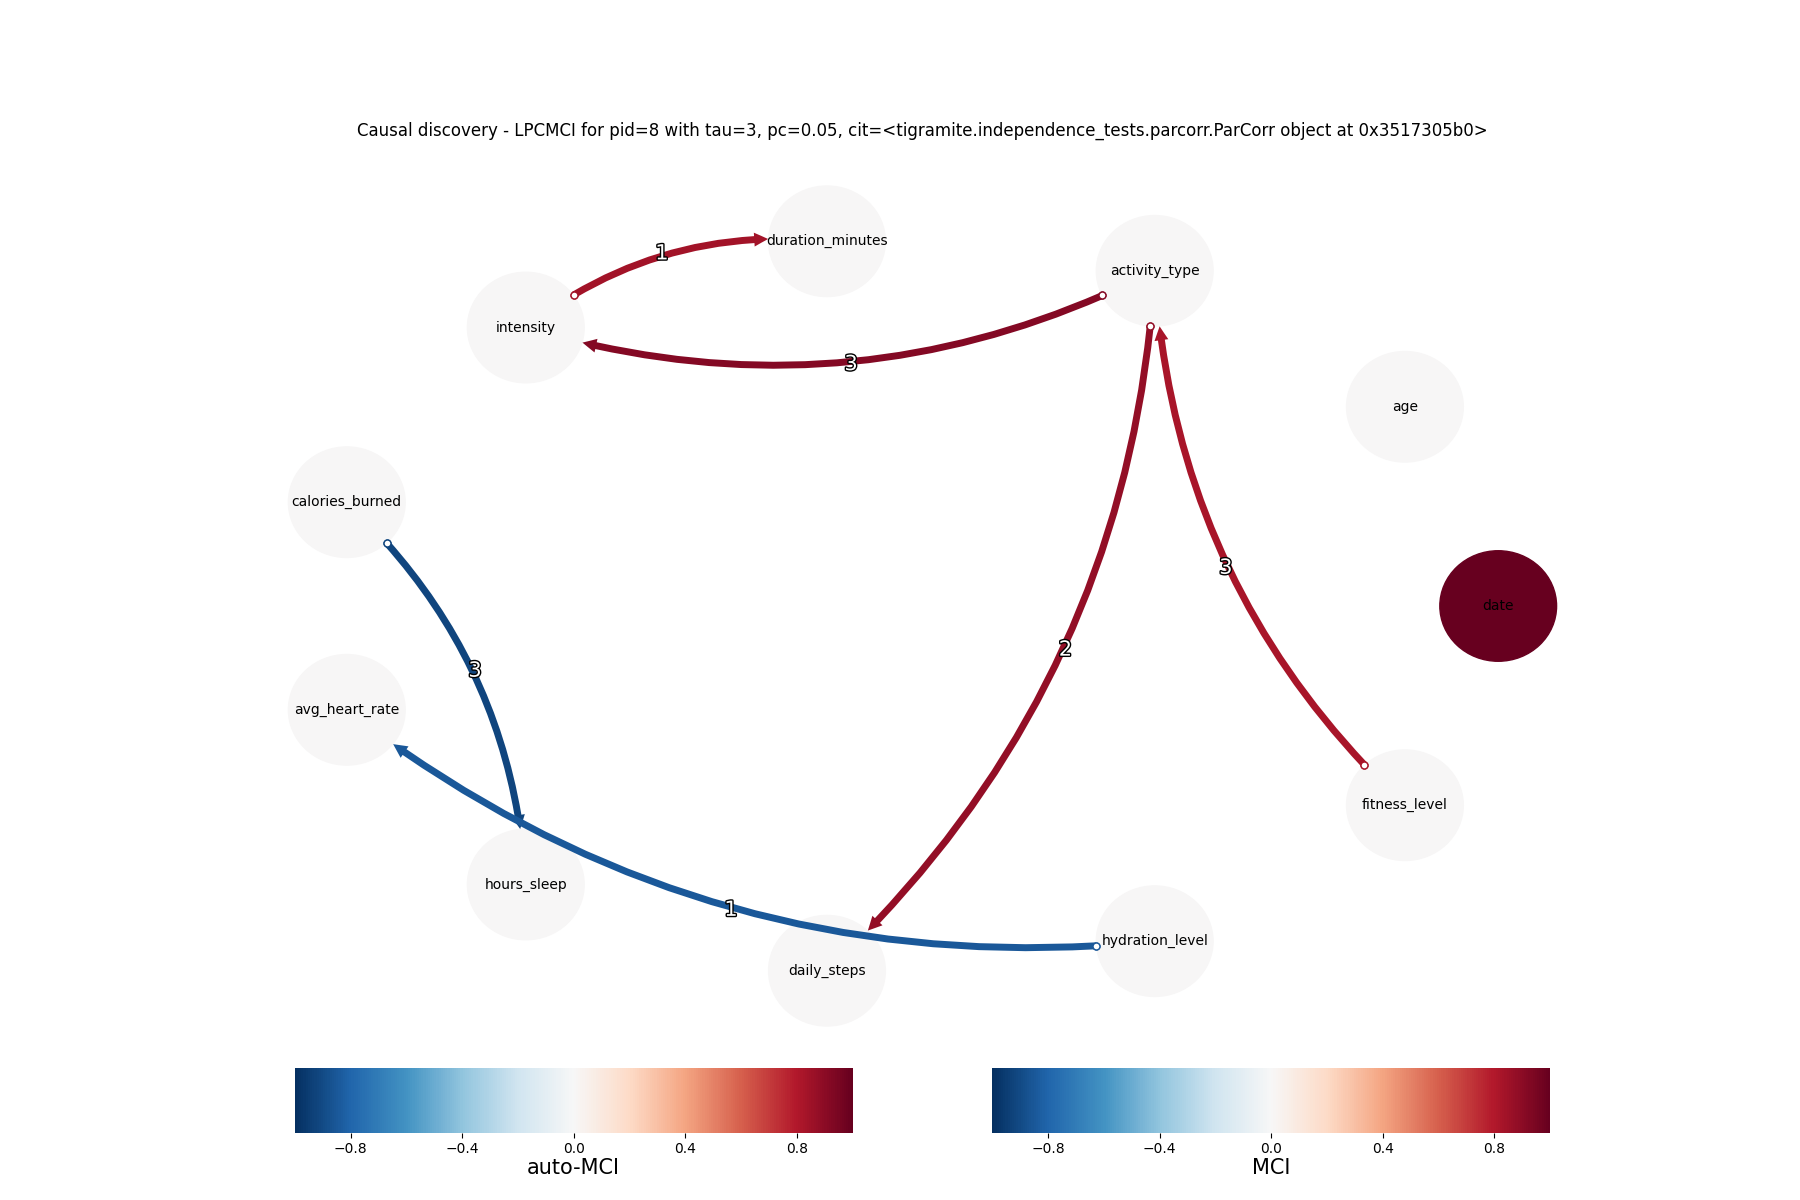 Causal discovery - LPCMCI for pid=8 with tau=3, pc=0.05, cit=<tigramite.independence_tests.parcorr.ParCorr object at 0x3517305b0>
duration_minutes
1
activity_type
intensity
3
age
calories_burned
3
date
2
3
avg_heart_rate
fitness_level
hours_sleep
1
hydration_level
daily_steps
−0.8 −0.4 0.0 0.4 0.8
auto-MCI
−0.8 −0.4 0.0 0.4 0.8
MCI